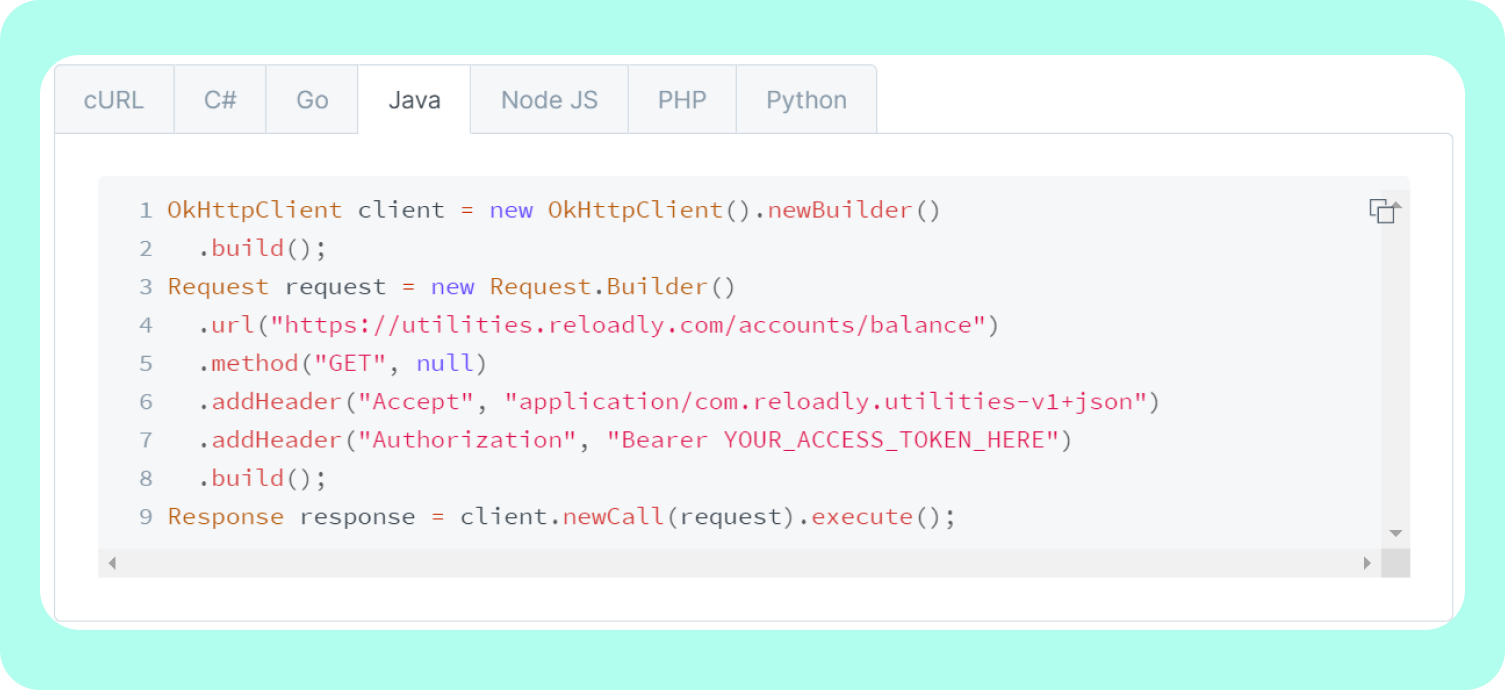 cURL C# Go Java Node JS PHP Python
1 OkHttpClient client = new OkHttpClient().newBuilder()
2   .build();
3 Request request = new Request.Builder()
4   .url("https://utilities.reloadly.com/accounts/balance")
5   .method("GET", null)
6   .addHeader("Accept", "application/com.reloadly.utilities-v1+json")
7   .addHeader("Authorization", "Bearer YOUR_ACCESS_TOKEN_HERE")
8   .build();
9 Response response = client.newCall(request).execute();